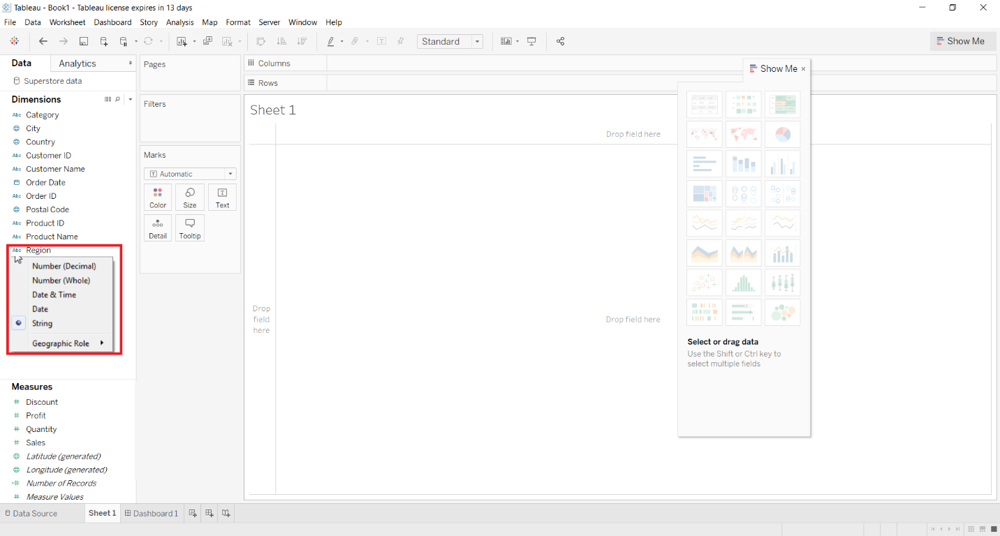 Tableau - Book1 - Tableau license expires in 13 days
File Data Worksheet Dashboard Story Analysis Map Format Server Window Help
Standard
Show Me
Data Analytics
Superstore data
Dimensions
Abc Category
City
Country
Abc Customer ID
Abc Customer Name
Order Date
Abc Order ID
Postal Code
Abc Product ID
Abc Product Name
Abc Region
Number (Decimal)
Number (Whole)
Date & Time
Date
String
Geographic Role
Measures
# Discount
# Profit
# Quantity
# Sales
Latitude (generated)
Longitude (generated)
=# Number of Records
# Measure Values
Pages
Filters
Marks
T Automatic
Color Size T Text
Detail Tooltip
Columns
Rows
Sheet 1
Drop field here
Drop
field
here
Drop field here
Show Me ×
Select or drag data
Use the Shift or Ctrl key to
select multiple fields
Data Source Sheet 1 Dashboard 1